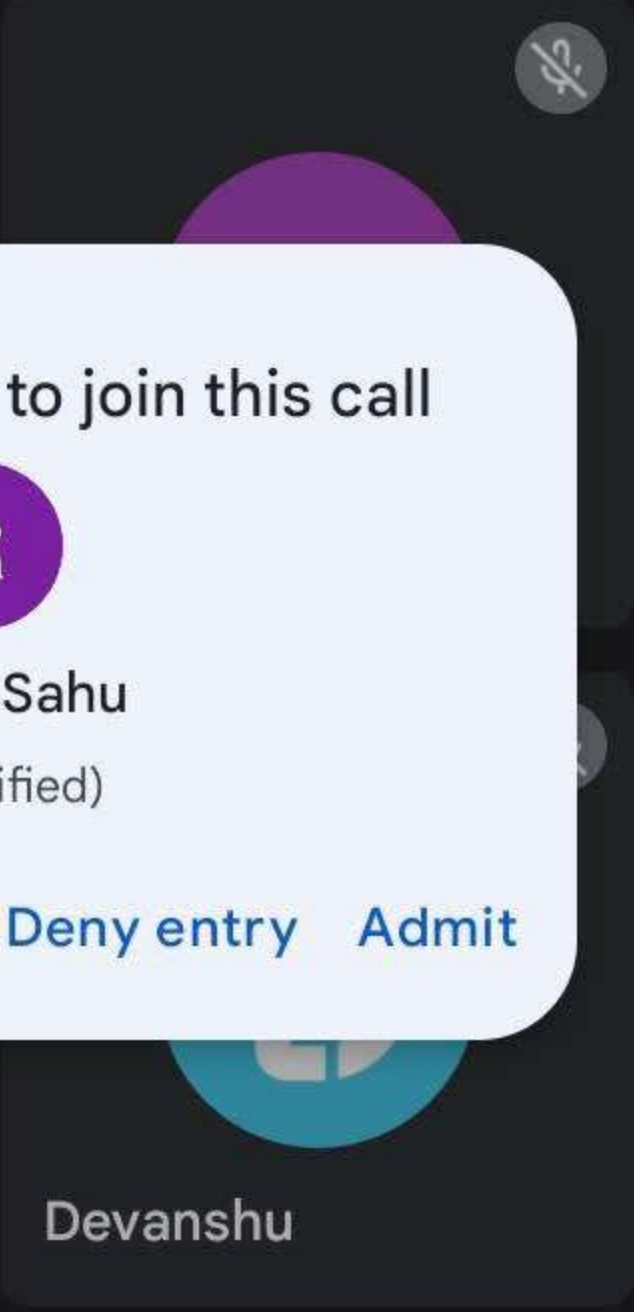 to join this call
Sahu
ified)
Deny entry Admit
Devanshu